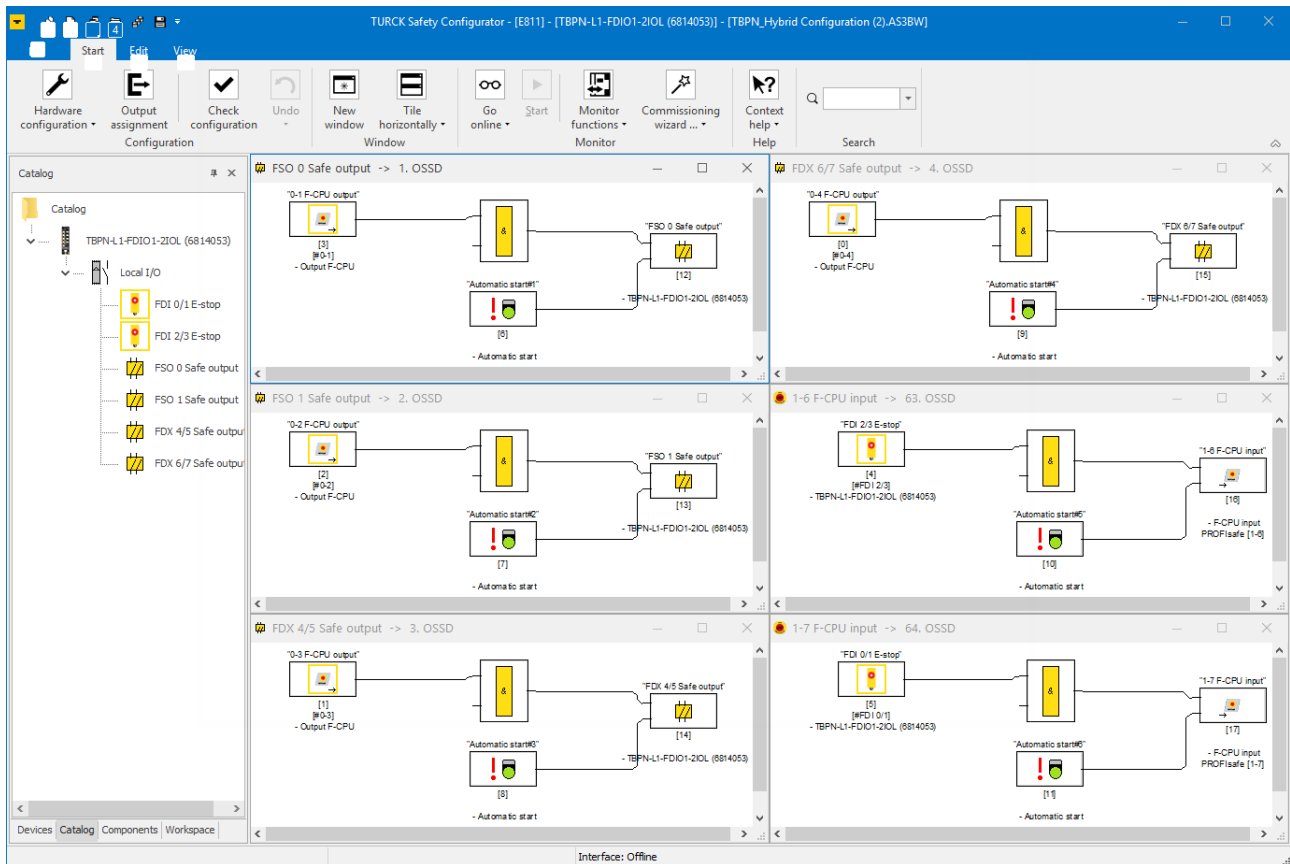 TURCK Safety Configurator - [E811] - [TBPN-L1-FDIO1-2IOL (6814053)] - [TBPN_Hybrid Configuration (2).AS3BW]
4
Start Edit View
Hardware configuration
Output assignment
Check configuration
Undo
New window
Tile horizontally
Go online
Start
Monitor functions
Commissioning wizard ...
Context help
Configuration
Window
Monitor
Help
Search
Catalog
Catalog
TBPN-L1-FDIO1-2IOL (6814053)
Local I/O
FDI 0/1 E-stop
FDI 2/3 E-stop
FSO 0 Safe output
FSO 1 Safe output
FDX 4/5 Safe outpu
FDX 6/7 Safe outpu
Devices Catalog Components Workspace
FSO 0 Safe output -> 1. OSSD
"0-1 F-CPU output"
[3]
[#0-1]
- Output F-CPU
&
"FSO 0 Safe output"
[12]
- TBPN-L1-FDIO1-2IOL (6814053)
"Automatic start#1"
[6]
- Automatic start
FDX 6/7 Safe output -> 4. OSSD
"0-4 F-CPU output"
[0]
[#0-4]
- Output F-CPU
&
"FDX 6/7 Safe output"
[15]
- TBPN-L1-FDIO1-2IOL (6814053)
"Automatic start#4"
[9]
- Automatic start
FSO 1 Safe output -> 2. OSSD
"0-2 F-CPU output"
[2]
[#0-2]
- Output F-CPU
&
"FSO 1 Safe output"
[13]
- TBPN-L1-FDIO1-2IOL (6814053)
"Automatic start#2"
[7]
- Automatic start
1-6 F-CPU input -> 63. OSSD
"FDI 2/3 E-stop"
[4]
[#FDI 2/3]
- TBPN-L1-FDIO1-2IOL (6814053)
&
"1-6 F-CPU input"
[16]
- F-CPU input
PROFIsafe [1-6]
"Automatic start#5"
[10]
- Automatic start
FDX 4/5 Safe output -> 3. OSSD
"0-3 F-CPU output"
[1]
[#0-3]
- Output F-CPU
&
"FDX 4/5 Safe output"
[14]
- TBPN-L1-FDIO1-2IOL (6814053)
"Automatic start#3"
[8]
- Automatic start
1-7 F-CPU input -> 64. OSSD
"FDI 0/1 E-stop"
[5]
[#FDI 0/1]
- TBPN-L1-FDIO1-2IOL (6814053)
&
"1-7 F-CPU input"
[17]
- F-CPU input
PROFIsafe [1-7]
"Automatic start#6"
[11]
- Automatic start
Interface: Offline